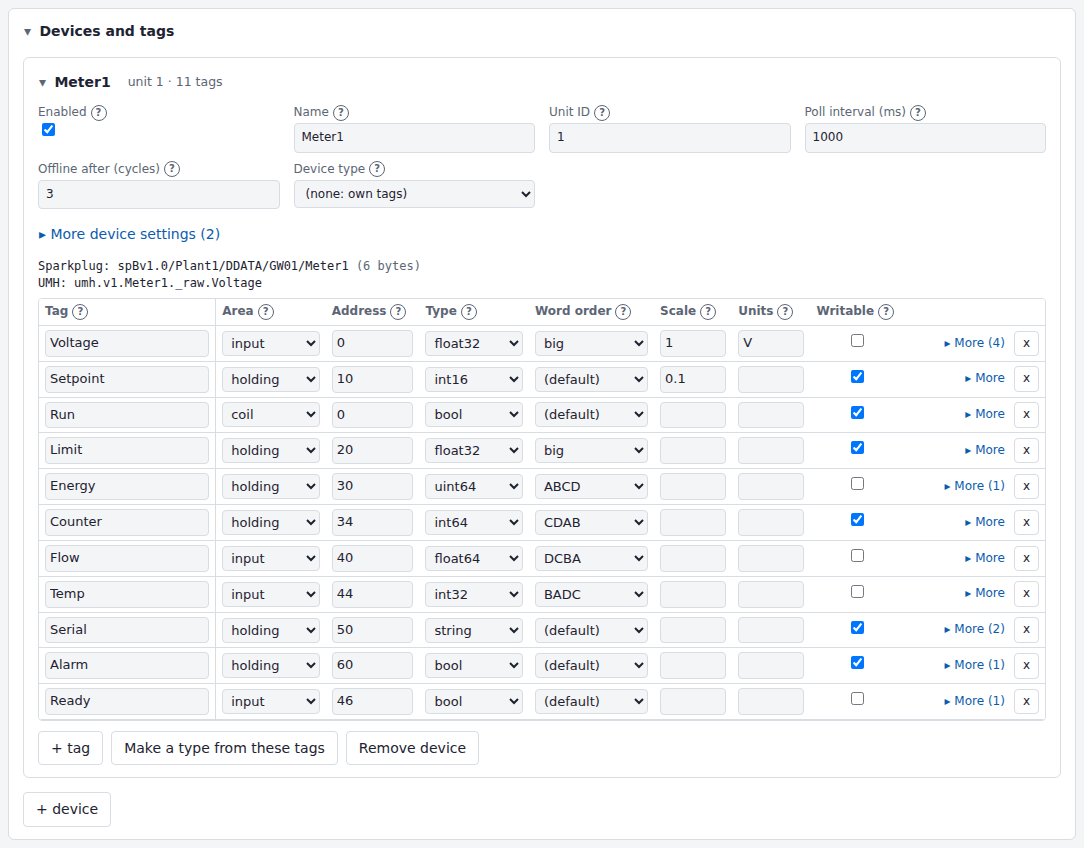 ▾ Devices and tags
▾ Meter1 unit 1 · 11 tags
Enabled ? Name ? Unit ID ? Poll interval (ms) ?
Meter1 1 1000
Offline after (cycles) ? Device type ?
3 (none: own tags)
▸ More device settings (2)
Sparkplug: spBv1.0/Plant1/DDATA/GW01/Meter1 (6 bytes)
UMH: umh.v1.Meter1._raw.Voltage
Tag ? Area ? Address ? Type ? Word order ? Scale ? Units ? Writable ?
Voltage input 0 float32 big 1 V ▸ More (4) x
Setpoint holding 10 int16 (default) 0.1 ▸ More x
Run coil 0 bool (default) ▸ More x
Limit holding 20 float32 big ▸ More x
Energy holding 30 uint64 ABCD ▸ More (1) x
Counter holding 34 int64 CDAB ▸ More x
Flow input 40 float64 DCBA ▸ More x
Temp input 44 int32 BADC ▸ More x
Serial holding 50 string (default) ▸ More (2) x
Alarm holding 60 bool (default) ▸ More (1) x
Ready input 46 bool (default) ▸ More (1) x
+ tag Make a type from these tags Remove device
+ device